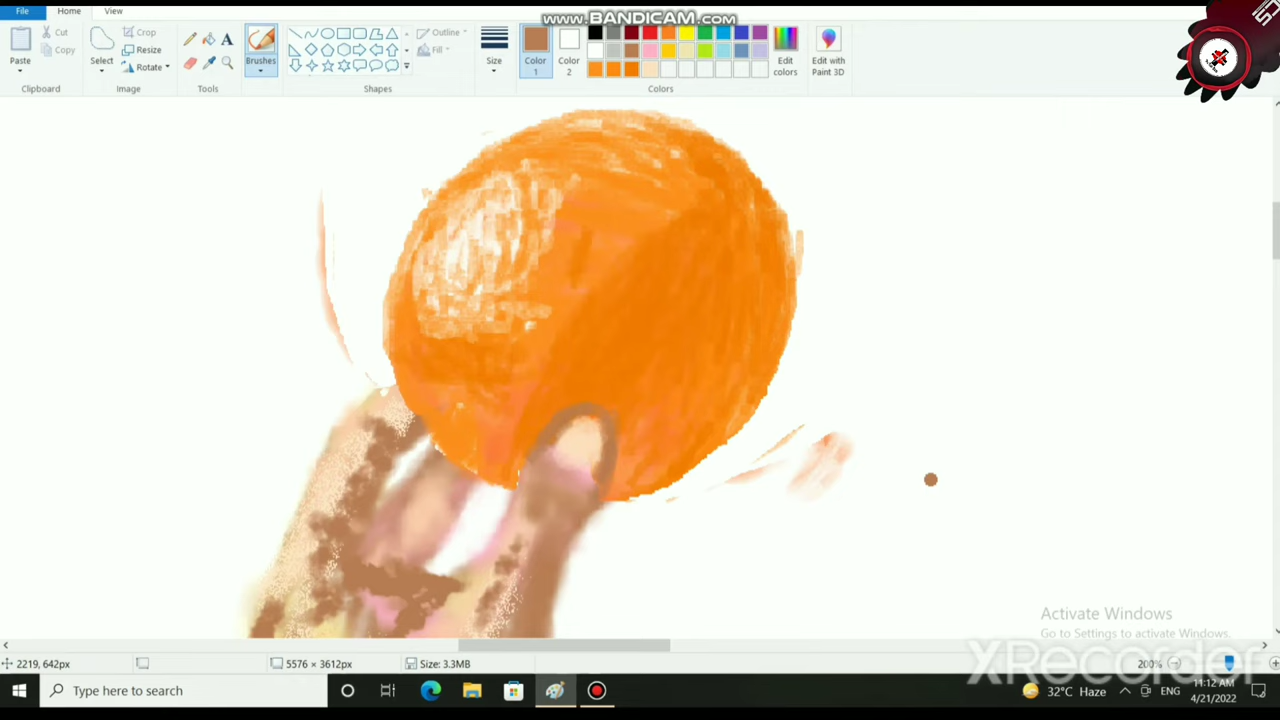 www.BANDICAM.com
File
Home
View
Paste
Cut
Copy
Clipboard
Select
Crop
Resize
Rotate
Image
Tools
Brushes
Shapes
Outline
Fill
Size
Color
1
Color
2
Colors
Edit
colors
Edit with
Paint 3D
Activate Windows
Go to Settings to activate Windows.
XRecorder
2219, 642px
5576 × 3612px
Size: 3.3MB
200%
Type here to search
32°C Haze
ENG
11:12 AM
4/21/2022